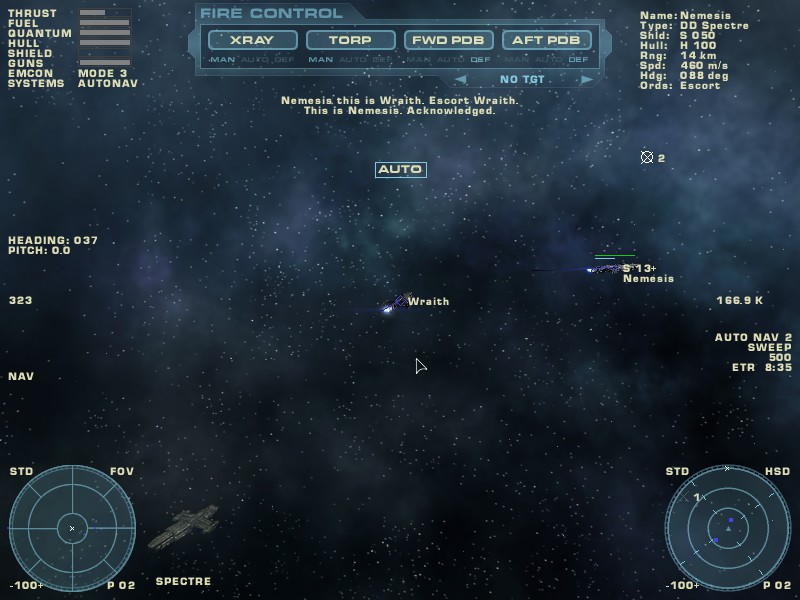 THRUST
FUEL
QUANTUM
HULL
SHIELD
GUNS
EMCON MODE 3
SYSTEMS AUTONAV
FIRE CONTROL
XRAY TORP FWD PDB AFT PDB
MAN AUTO DEF MAN AUTO DEF MAN AUTO DEF MAN AUTO DEF
NO TGT
Name: Nemesis
Type: DD Spectre
Shld: S 050
Hull: H 100
Rng: 14 km
Spd: 460 m/s
Hdg: 088 deg
Ords: Escort
Nemesis this is Wraith. Escort Wraith.
This is Nemesis. Acknowledged.
2
AUTO
HEADING: 037
PITCH: 0.0
S 13+
Nemesis
323
Wraith
166.9 K
AUTO NAV 2
SWEEP
500
ETR 8:35
NAV
STD FOV
-100+ P 02
SPECTRE
STD HSD
1
-100+ P 02